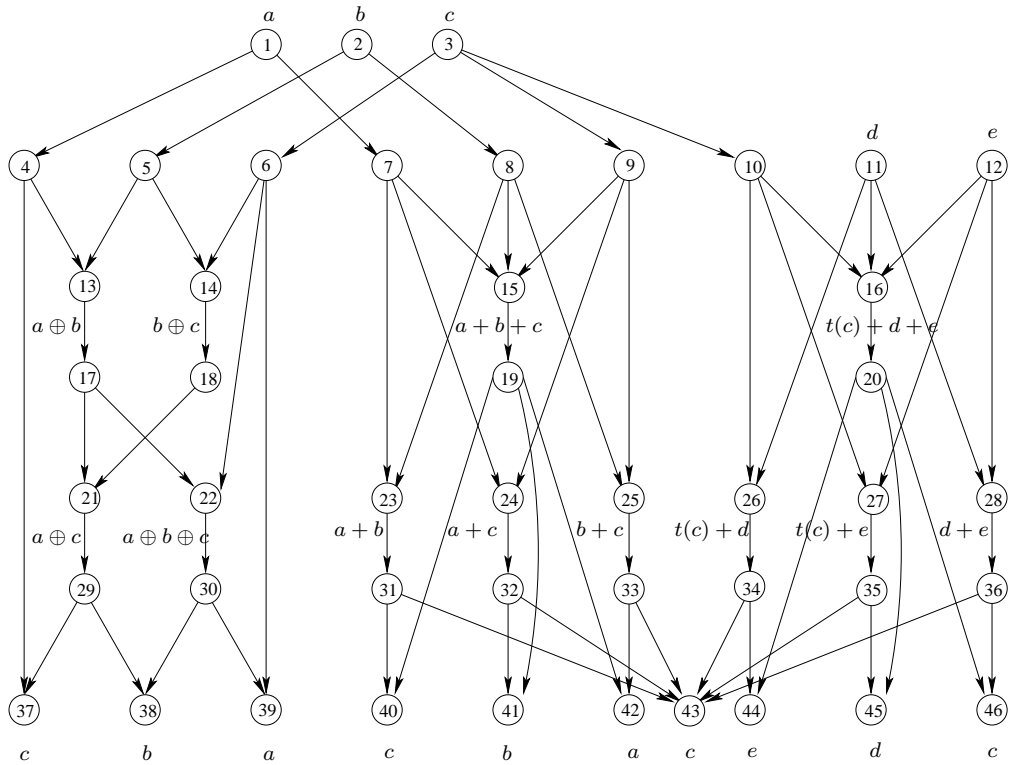 a b c
1 2 3
d e
4 5 6 7 8 9 10 11 12
13 14 15 16
a ⊕ b b ⊕ c a + b + c t(c) + d + e
17 18 19 20
21 22 23 24 25 26 27 28
a ⊕ c a ⊕ b ⊕ c a + b a + c b + c t(c) + d t(c) + e d + e
29 30 31 32 33 34 35 36
37 38 39 40 41 42 43 44 45 46
c b a c b a c e d c